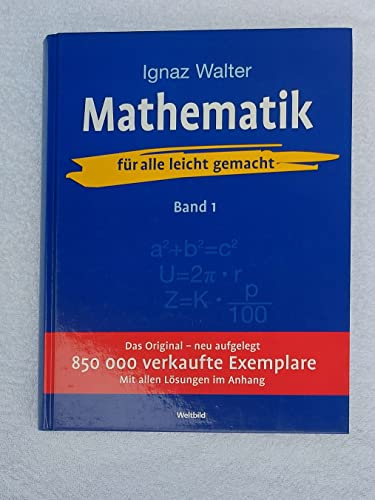 Ignaz Walter
Mathematik
für alle leicht gemacht
Band 1
a²+b²=c²
U=2π·r
Z=K·p/100
Das Original – neu aufgelegt
850 000 verkaufte Exemplare
Mit allen Lösungen im Anhang
Weltbild